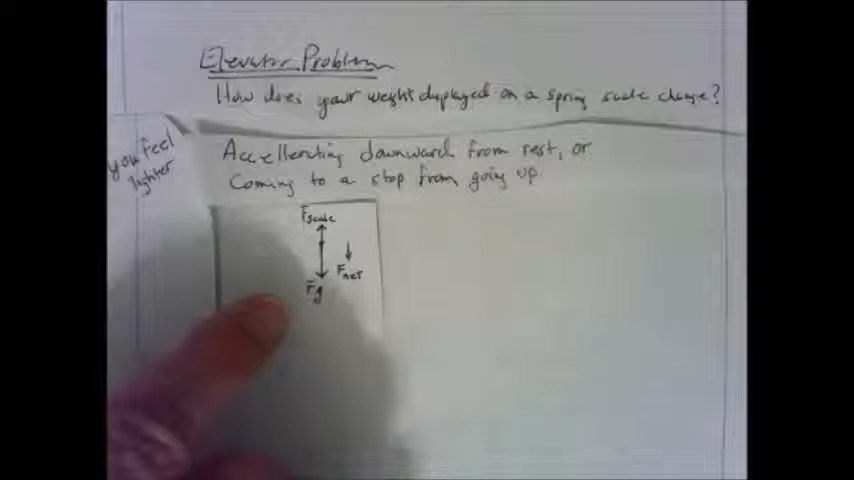 Elevator Problem
How does your weight displayed on a spring scale change?
you feel
lighter
Accellerating downward from rest, or
Coming to a stop from going up
Fscale
Fnet
Fg